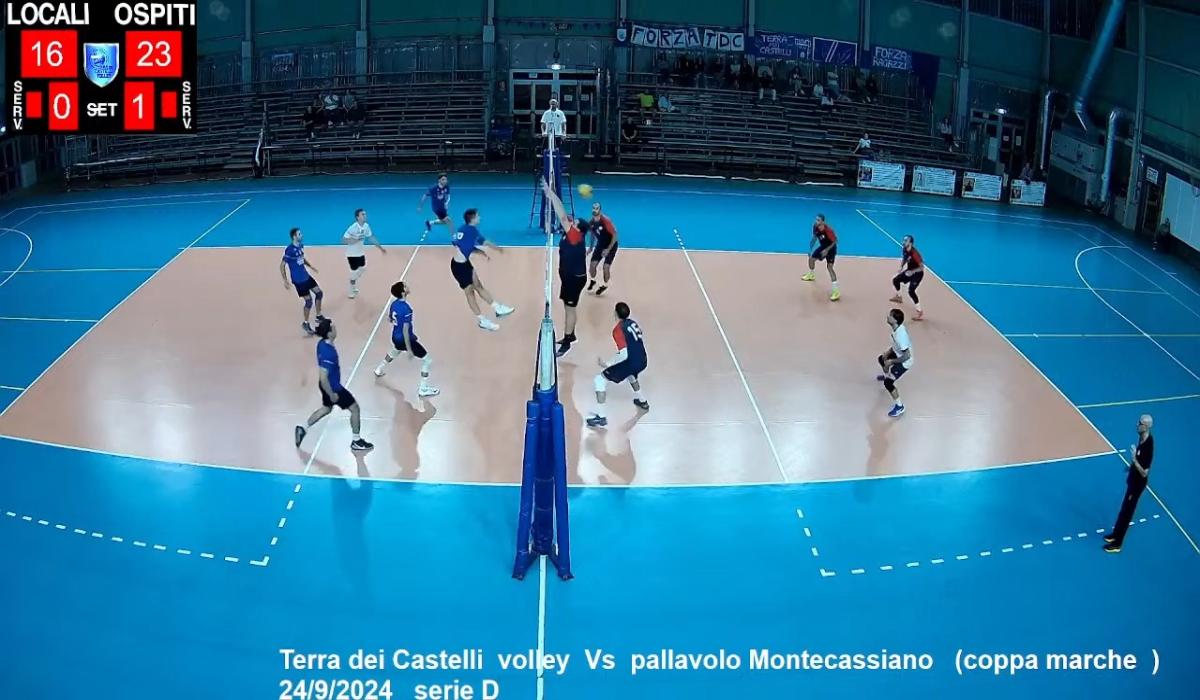 LOCALI OSPITI
16 23
SERV. 0 SET 1 SERV.
FORZA TDC
TERRA
CASTELLI
FORZA
RAGAZZI
15
Terra dei Castelli volley Vs pallavolo Montecassiano (coppa marche )
24/9/2024 serie D